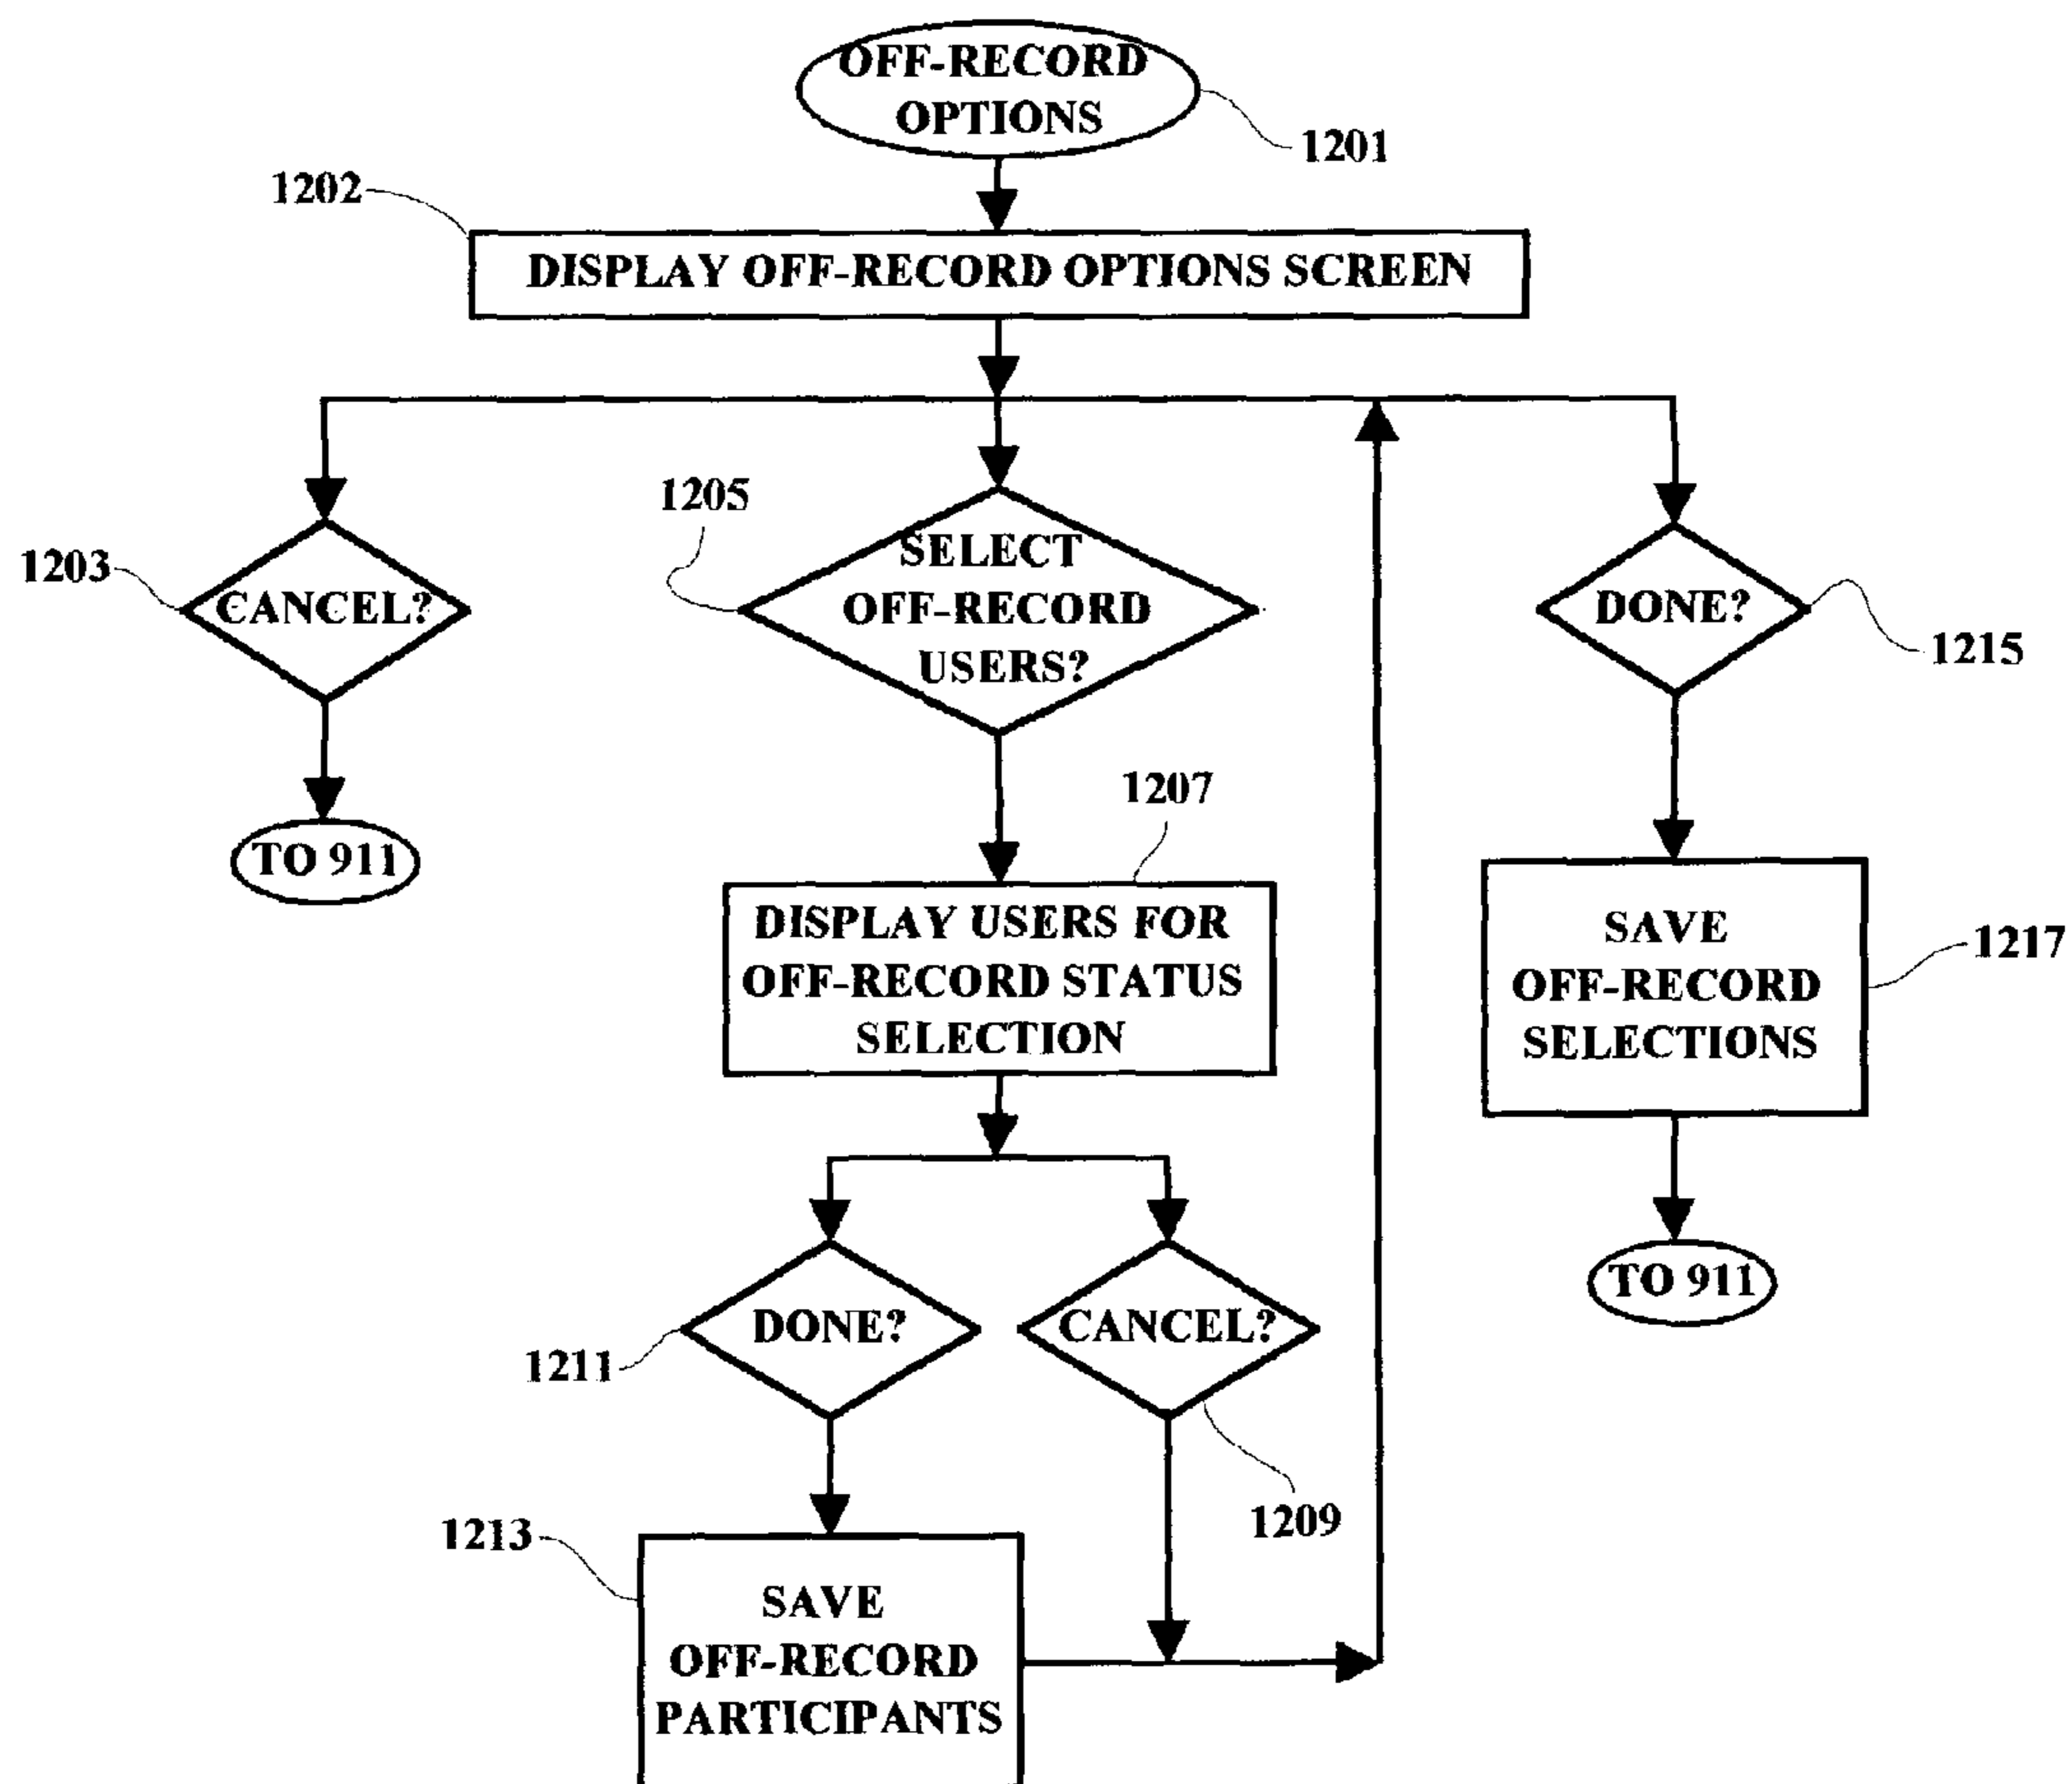 OFF-RECORD
OPTIONS
1201
1202
DISPLAY OFF-RECORD OPTIONS SCREEN
1203
CANCEL?
TO 911
1205
SELECT
OFF-RECORD
USERS?
DONE?
1215
1207
DISPLAY USERS FOR
OFF-RECORD STATUS
SELECTION
SAVE
OFF-RECORD
SELECTIONS
1217
TO 911
DONE?
1211
CANCEL?
1209
1213
SAVE
OFF-RECORD
PARTICIPANTS